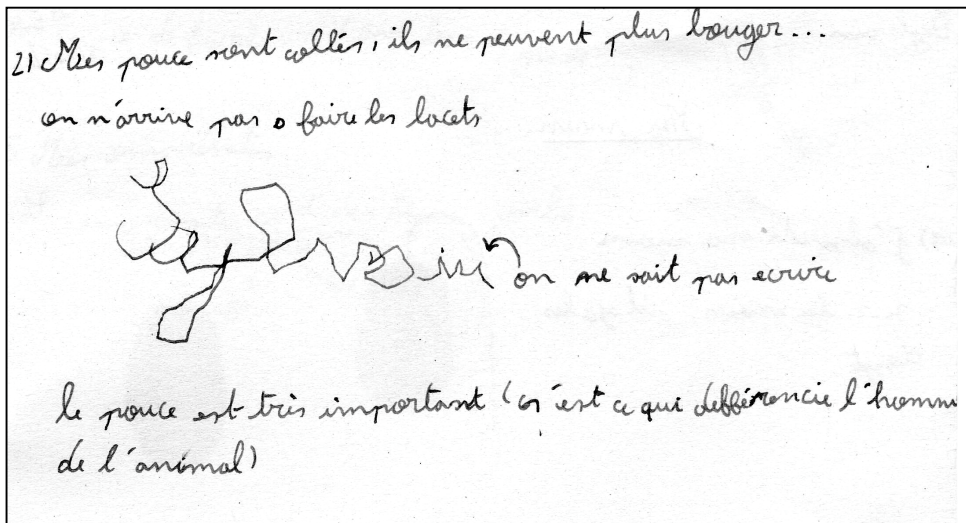 2) Mes pouce sont collés, ils ne peuvent plus bouger...
on n'arrive pas a faire les lacets
on ne sait pas ecrire
le pouce est très important (c'est ce qui différencie l'homme
de l'animal)